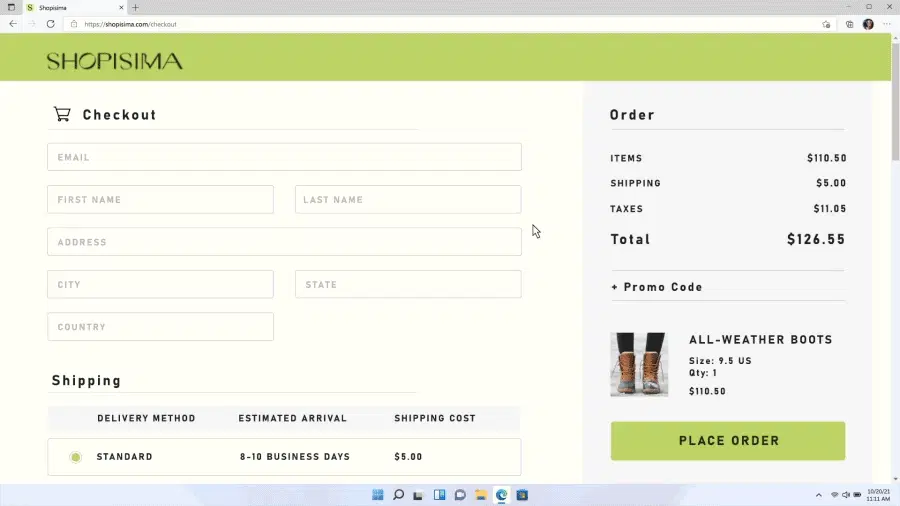 Shopisima
https://shopisima.com/checkout
SHOPISIMA
Checkout
EMAIL
FIRST NAME
LAST NAME
ADDRESS
CITY
STATE
COUNTRY
Shipping
DELIVERY METHOD ESTIMATED ARRIVAL SHIPPING COST
STANDARD 8-10 BUSINESS DAYS $5.00
Order
ITEMS $110.50
SHIPPING $5.00
TAXES $11.05
Total $126.55
+ Promo Code
ALL-WEATHER BOOTS
Size: 9.5 US
Qty: 1
$110.50
PLACE ORDER
10/20/21
11:11 AM